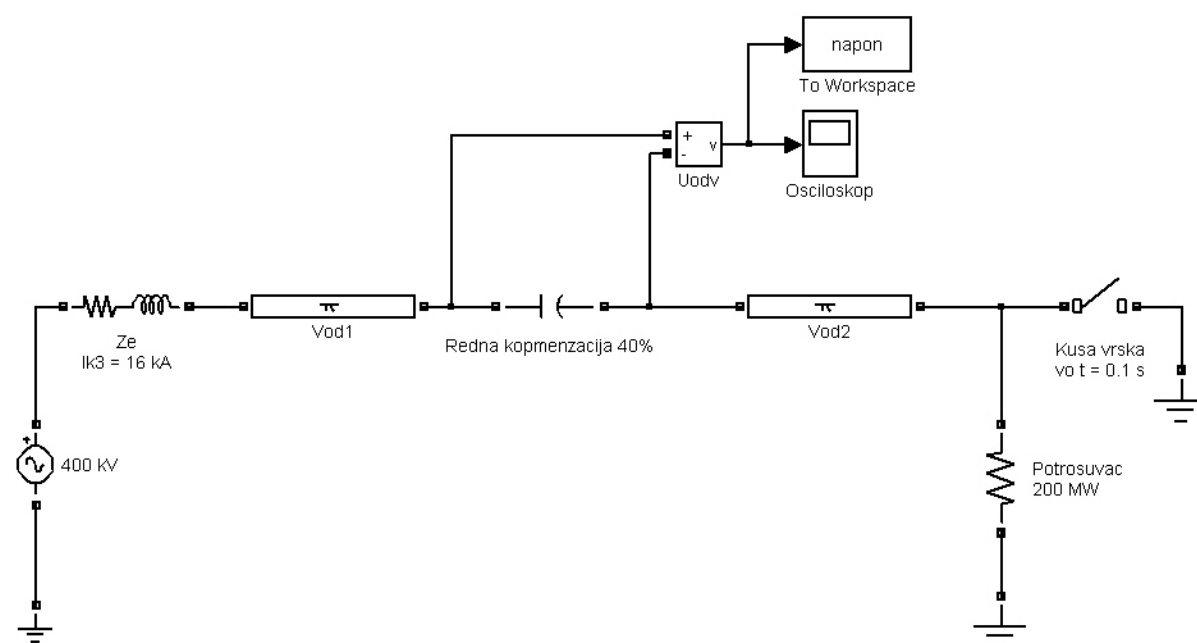 napon
To Workspace
+
-
v
Uodv
Osciloskop
Ze
Ik3 = 16 kA
Vod1
Redna kopmenzacija 40%
Vod2
Kusa vrska
vo t = 0.1 s
+
400 kV
Potrosuvac
200 MW